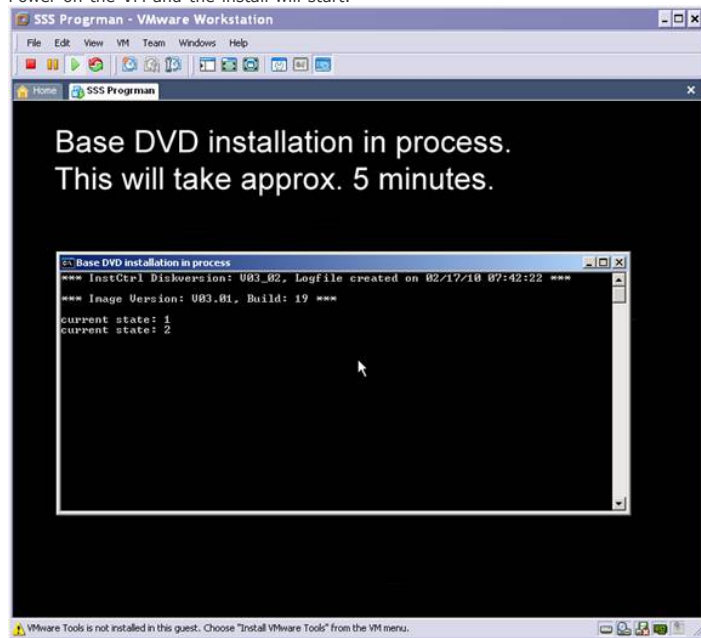 Power on the VM and the install will start.
SSS Progrman - VMware Workstation
File Edit View VM Team Windows Help
Home SSS Progrman
Base DVD installation in process.
This will take approx. 5 minutes.
Base DVD installation in process
*** InstCtrl Diskversion: V03_02, Logfile created on 02/17/10 07:42:22 ***
*** Image Version: V03.01, Build: 19 ***
current state: 1
current state: 2
VMware Tools is not installed in this guest. Choose "Install VMware Tools" from the VM menu.